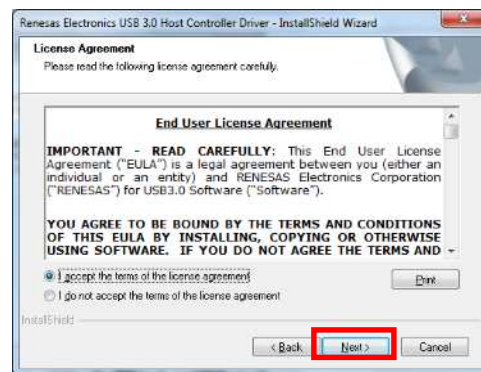 Renesas Electronics USB 3.0 Host Controller Driver - InstallShield Wizard
License Agreement
Please read the following license agreement carefully.
End User License Agreement
IMPORTANT - READ CAREFULLY: This End User License
Agreement ("EULA") is a legal agreement between you (either an
individual or an entity) and RENESAS Electronics Corporation
("RENESAS") for USB3.0 Software ("Software").
YOU AGREE TO BE BOUND BY THE TERMS AND CONDITIONS
OF THIS EULA BY INSTALLING, COPYING OR OTHERWISE
USING SOFTWARE. IF YOU DO NOT AGREE THE TERMS AND
I accept the terms of the license agreement
Print
I do not accept the terms of the license agreement
InstallShield
< Back
Next >
Cancel